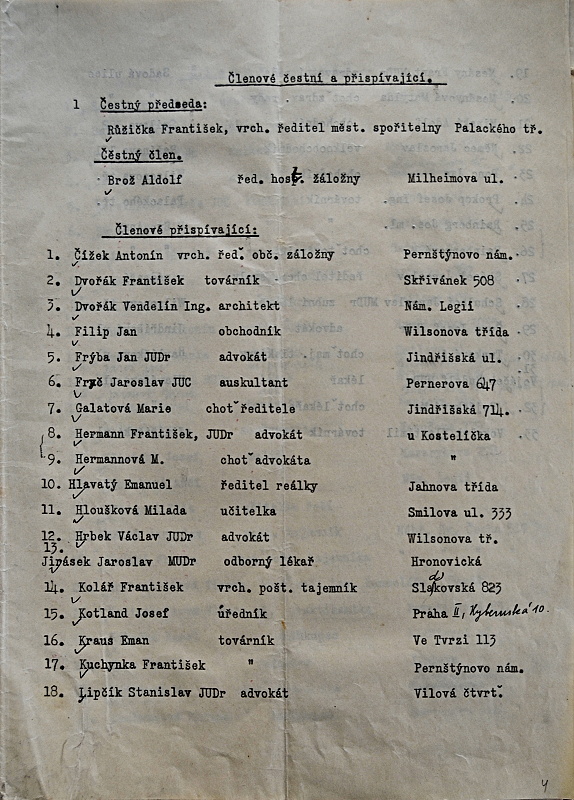 Členové čestní a přispívající.
1 Čestný předseda:
Růžička František, vrch. ředitel měst. spořitelny Palackého tř.
Čěstný člen.
Brož Aldolf řed. hosp. záložny Milheimova ul.
Členové přispívající:
1. Čížek Antonín vrch. řed. obč. záložny Pernštýnovo nám.
2. Dvořák František továrník Skřivánek 508
3. Dvořák Vendelín Ing. architekt Nám. Legií
4. Filip Jan obchodník Wilsonova třída
5. Frýba Jan JUDr advokát Jindřišská ul.
6. Fryč Jaroslav JUC auskultant Pernerova 647
7. Galatová Marie choť ředitele Jindřišská 714.
8. Hermann František, JUDr advokát u Kostelíčka
9. Hermannová M. choť advokáta "
10. Hlavatý Emanuel ředitel reálky Jahnova třída
11. Hloušková Milada učitelka Smilova ul. 333
12. Hrbek Václav JUDr advokát Wilsonova tř.
13.
Jirásek Jaroslav MUDr odborný lékař Hronovická
14. Kolář František vrch. pošt. tajemník Sladkovská 823
15. Kotland Josef úředník Praha II, Hybernská 10.
16. Kraus Eman továrník Ve Tvrzi 113
17. Kuchynka František " Pernštýnovo nám.
18. Lipčík Stanislav JUDr advokát Vilová čtvrť.
4